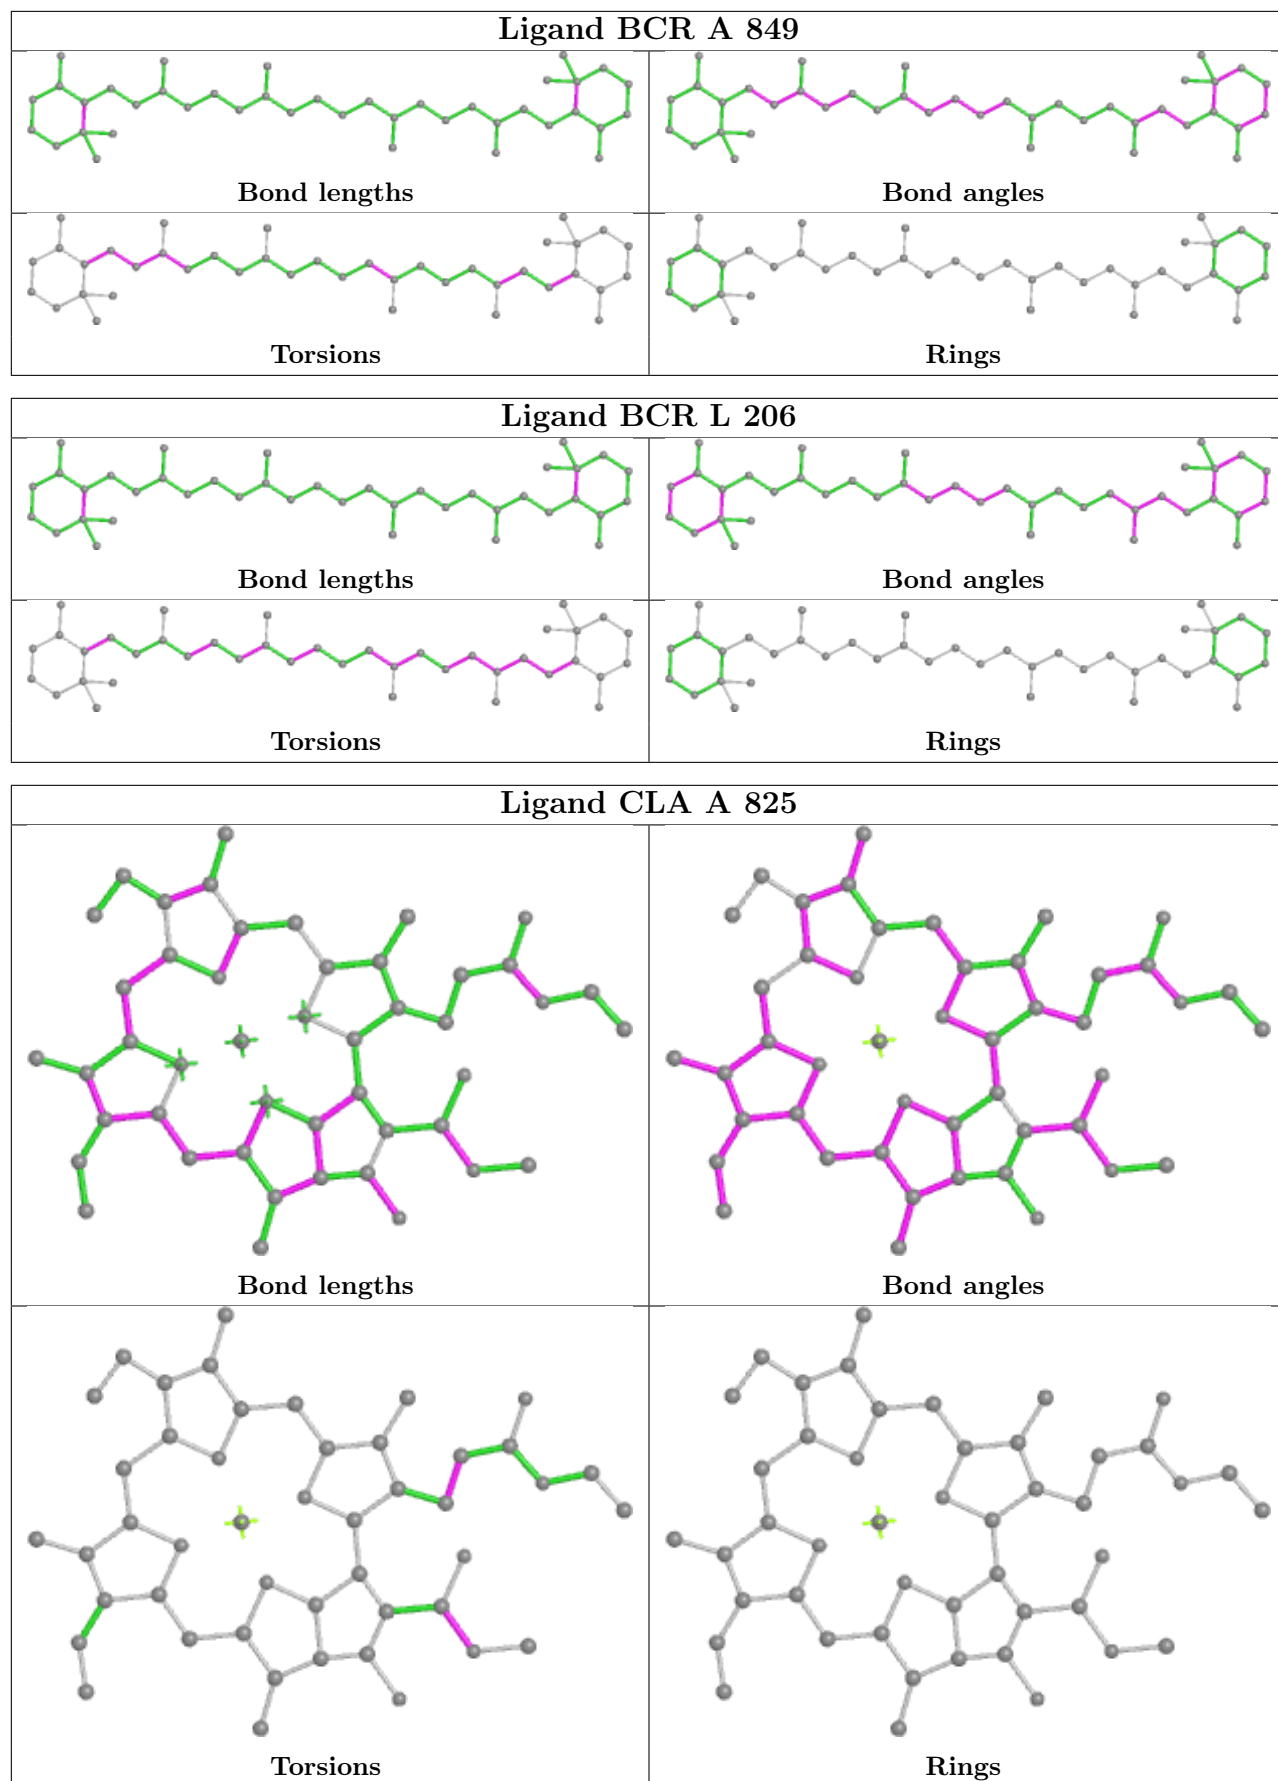 Ligand BCR A 849
Bond lengths
Bond angles
Torsions
Rings
Ligand BCR L 206
Bond lengths
Bond angles
Torsions
Rings
Ligand CLA A 825
Bond lengths
Bond angles
Torsions
Rings